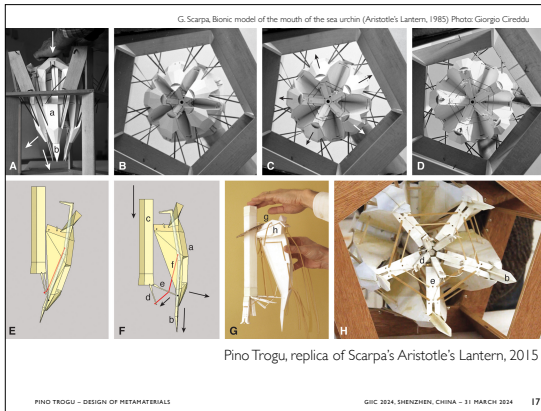 G. Scarpa, Bionic model of the mouth of the sea urchin (Aristotle's Lantern, 1985) Photo: Giorgio Cireddu
a
b
A
B
C
D
E
c
a
f
e
d
b
F
g
h
G
d
e
b
H
Pino Trogu, replica of Scarpa's Aristotle's Lantern, 2015
PINO TROGU – DESIGN OF METAMATERIALS
GIIC 2024, SHENZHEN, CHINA – 31 MARCH 2024 17